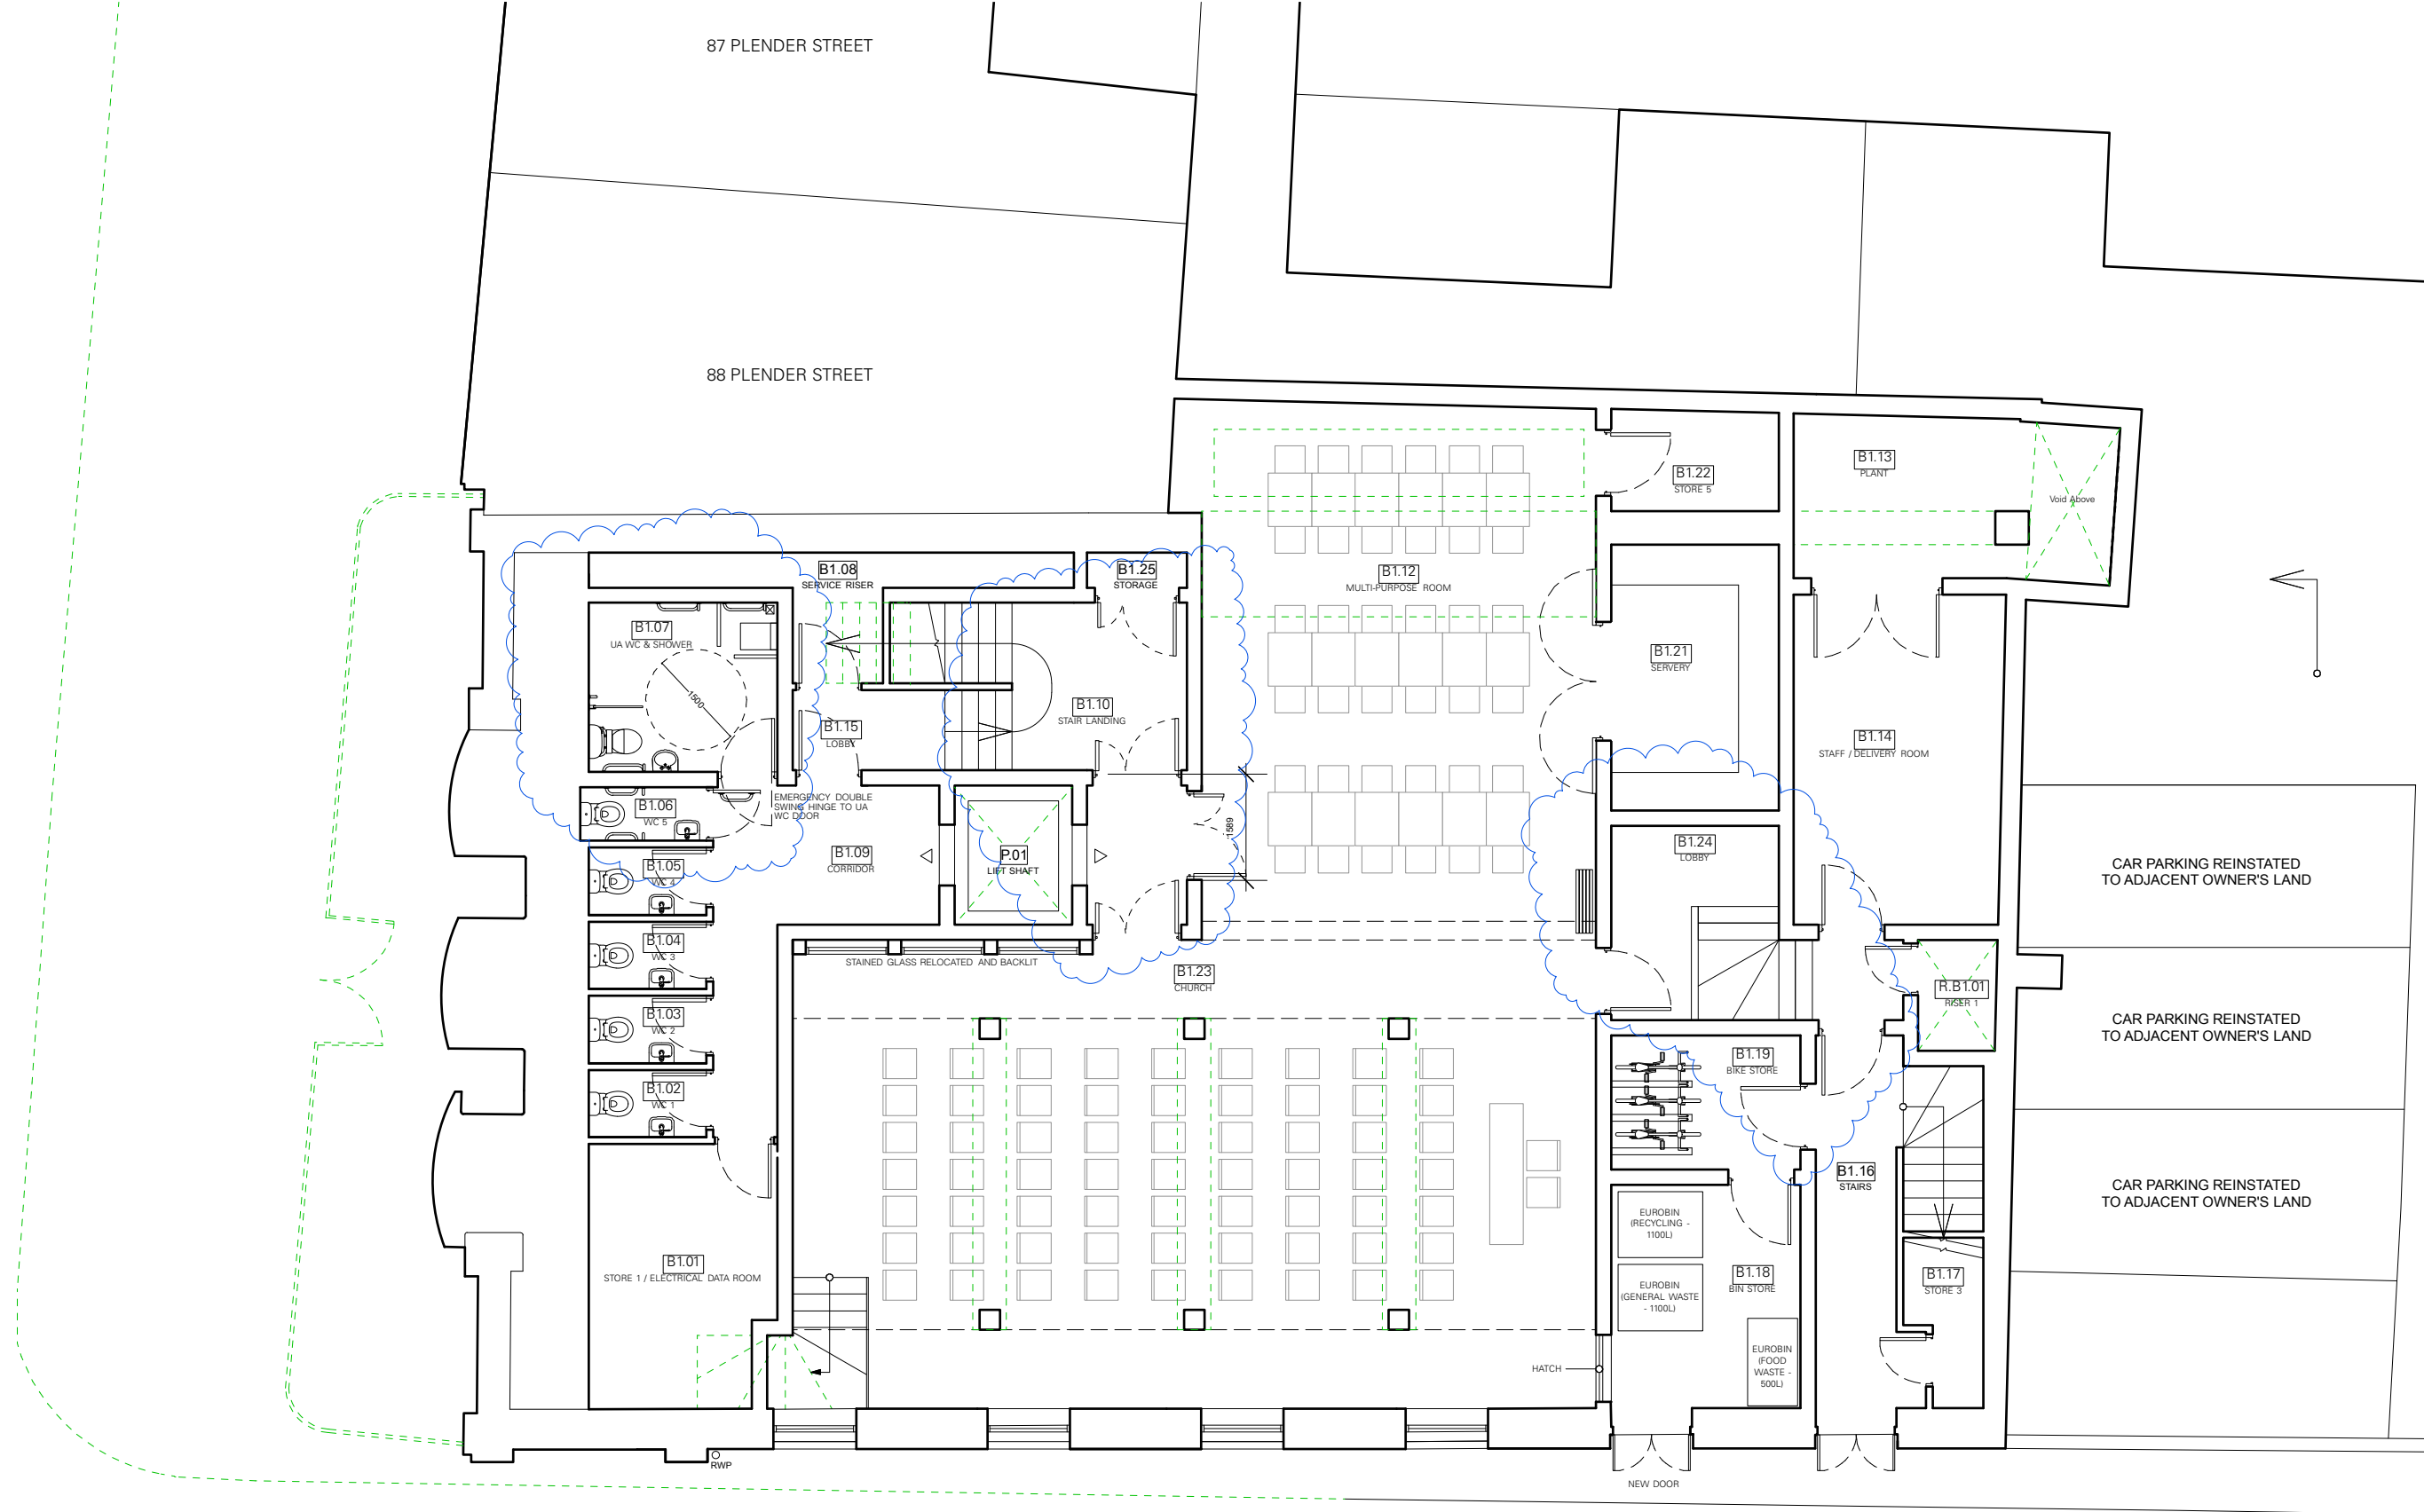 87 PLENDER STREET
88 PLENDER STREET
B1.13
PLANT
B1.22
STORE 5
Void Above
B1.08
SERVICE RISER
B1.25
STORAGE
B1.12
MULTI-PURPOSE ROOM
B1.07
UA WC & SHOWER
B1.21
SERVERY
1500
B1.10
STAIR LANDING
B1.15
LOBBY
B1.14
STAFF / DELIVERY ROOM
EMERGENCY DOUBLE
SWING HINGE TO UA
WC DOOR
B1.06
WC 5
1589
B1.24
LOBBY
B1.09
CORRIDOR
P.01
LIFT SHAFT
B1.05
WC 4
CAR PARKING REINSTATED
TO ADJACENT OWNER'S LAND
B1.04
WC 3
STAINED GLASS RELOCATED AND BACKLIT
B1.23
CHURCH
R.B1.01
RISER 1
B1.03
WC 2
CAR PARKING REINSTATED
TO ADJACENT OWNER'S LAND
B1.19
BIKE STORE
B1.02
WC 1
B1.16
STAIRS
CAR PARKING REINSTATED
TO ADJACENT OWNER'S LAND
EUROBIN
(RECYCLING -
1100L)
B1.01
STORE 1 / ELECTRICAL DATA ROOM
B1.18
BIN STORE
B1.17
STORE 3
EUROBIN
(GENERAL WASTE
- 1100L)
EUROBIN
(FOOD
WASTE -
500L)
HATCH
RWP
NEW DOOR